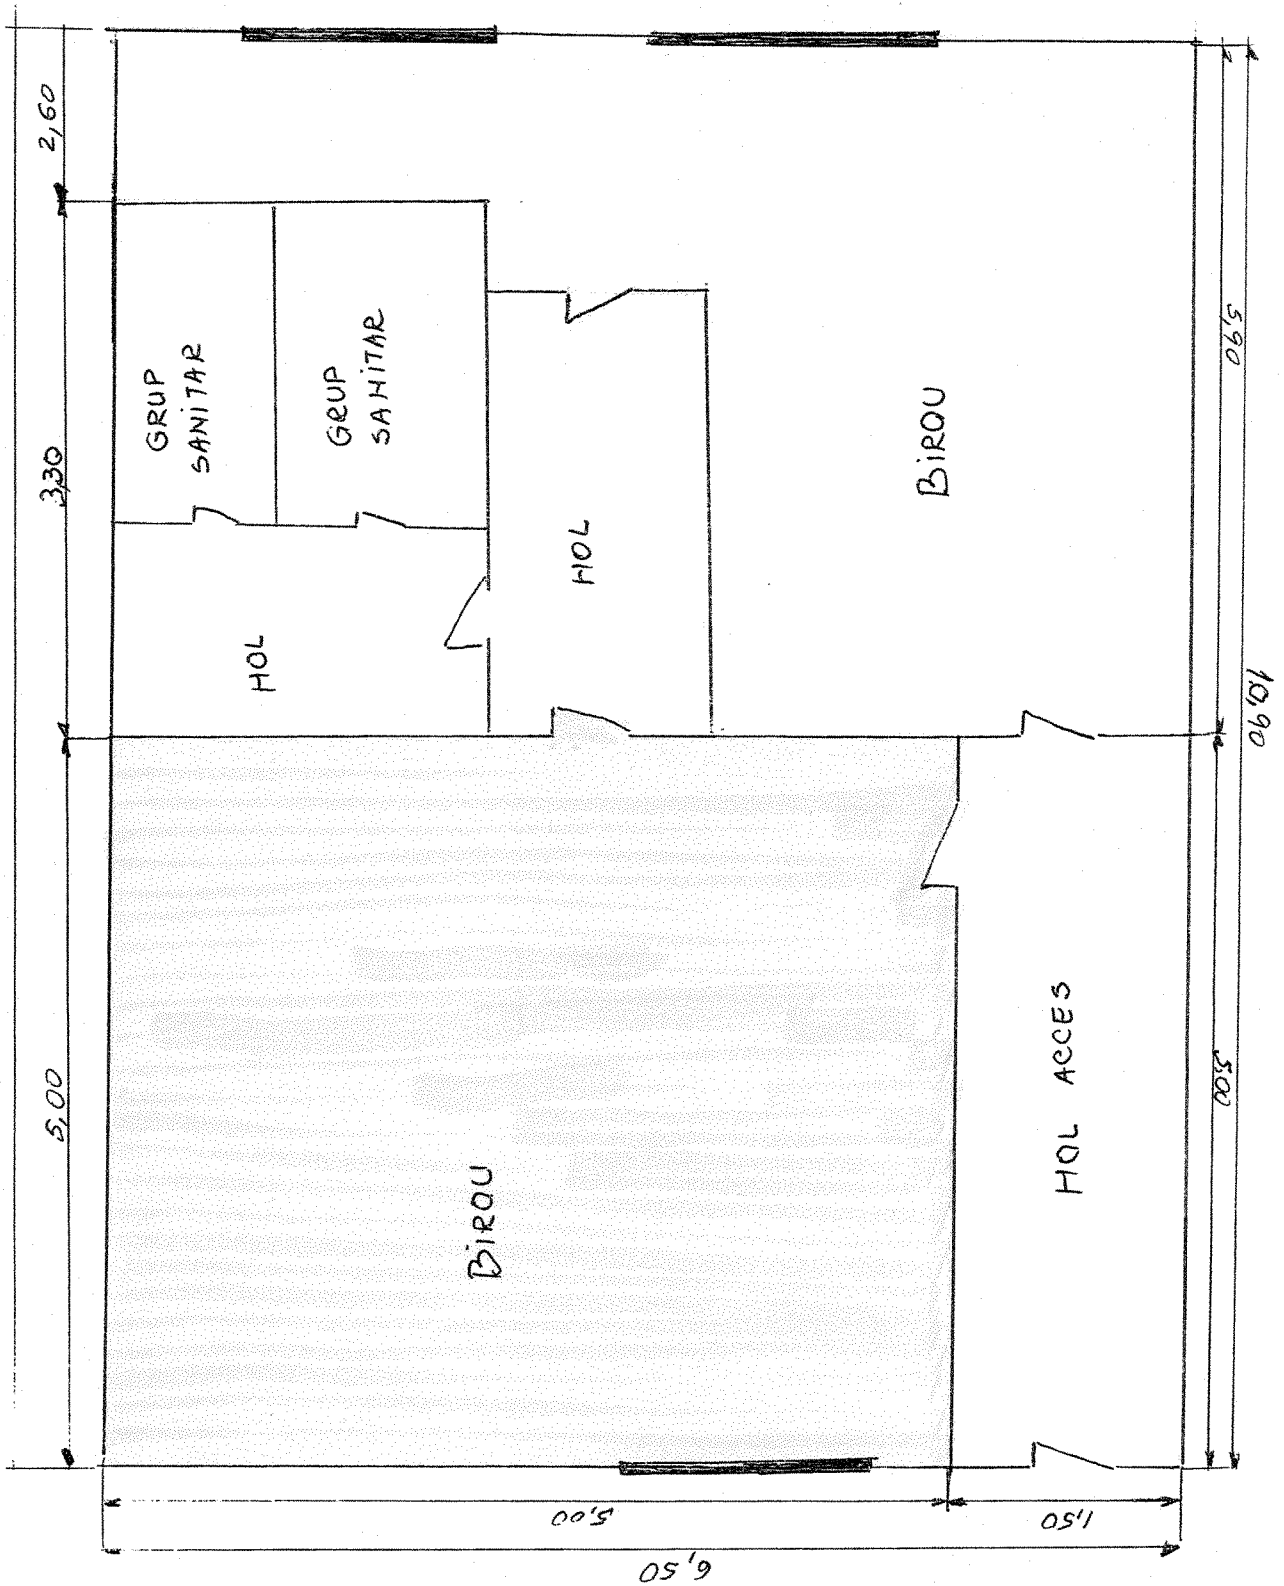 2,60
3,30
5,00
GRUP
SANITAR
GRUP
SANITAR
HOL
HOL
BIROU
BIROU
HOL ACCES
5,90
10,90
5,00
5,00
1,50
6,50